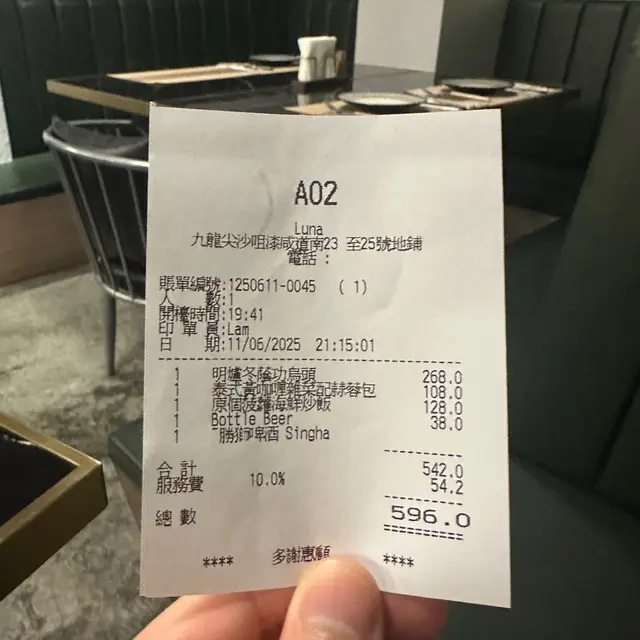 A02
Luna
九龍尖沙咀漆咸道南23 至25號地鋪
電話 :
賬單編號:1250611-0045 ( 1)
人 數:1
開檯時間:19:41
印 單 員:Lam
日 期:11/06/2025 21:15:01
1 明爐冬蔭功烏頭 268.0
1 泰式黃咖喱雜菜配蒜蓉包 108.0
1 原個菠蘿海鮮炒飯 128.0
1 Bottle Beer 38.0
1 勝獅啤酒 Singha
合 計 542.0
服務費 10.0% 54.2
總 數 596.0
**** 多謝惠顧 ****